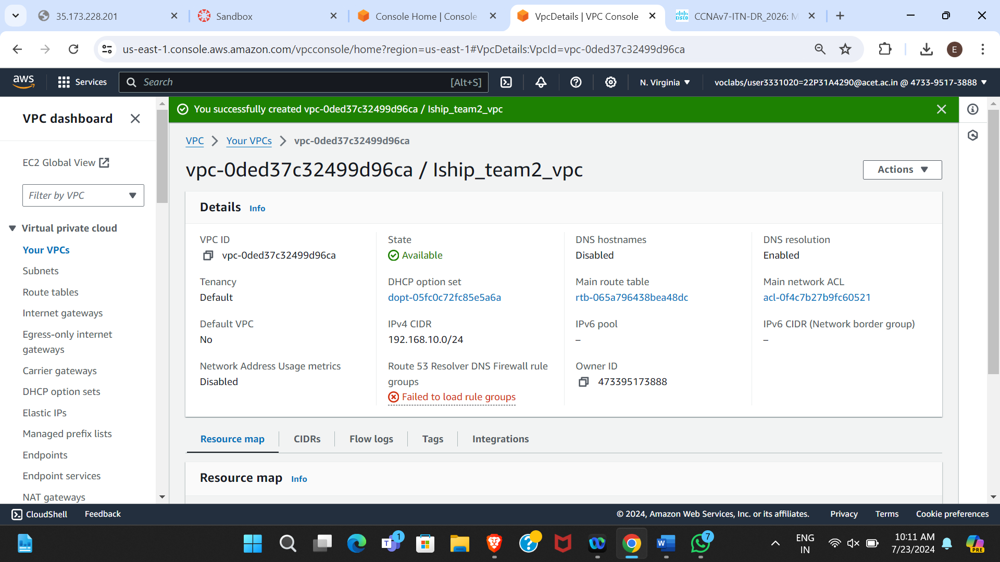 35.173.228.201
Sandbox
Console Home | Console
VpcDetails | VPC Console
CCNAv7-ITN-DR_2026: M
us-east-1.console.aws.amazon.com/vpcconsole/home?region=us-east-1#VpcDetails:VpcId=vpc-0ded37c32499d96ca
E
aws
Services
Search
[Alt+S]
N. Virginia
voclabs/user3331020=22P31A4290@acet.ac.in @ 4733-9517-3888
VPC dashboard
EC2 Global View
Filter by VPC
Virtual private cloud
Your VPCs
Subnets
Route tables
Internet gateways
Egress-only internet
gateways
Carrier gateways
DHCP option sets
Elastic IPs
Managed prefix lists
Endpoints
Endpoint services
NAT gateways
You successfully created vpc-0ded37c32499d96ca / Iship_team2_vpc
VPC
Your VPCs
vpc-0ded37c32499d96ca
vpc-0ded37c32499d96ca / Iship_team2_vpc
Actions
Details Info
VPC ID
vpc-0ded37c32499d96ca
State
Available
DNS hostnames
Disabled
DNS resolution
Enabled
Tenancy
Default
DHCP option set
dopt-05fc0c72fc85e5a6a
Main route table
rtb-065a796438bea48dc
Main network ACL
acl-0f4c7b27b9fc60521
Default VPC
No
IPv4 CIDR
192.168.10.0/24
IPv6 pool
–
IPv6 CIDR (Network border group)
–
Network Address Usage metrics
Disabled
Route 53 Resolver DNS Firewall rule
groups
Failed to load rule groups
Owner ID
473395173888
Resource map
CIDRs
Flow logs
Tags
Integrations
Resource map Info
CloudShell
Feedback
© 2024, Amazon Web Services, Inc. or its affiliates.
Privacy
Terms
Cookie preferences
1
7
ENG
IN
10:11 AM
7/23/2024
PRE